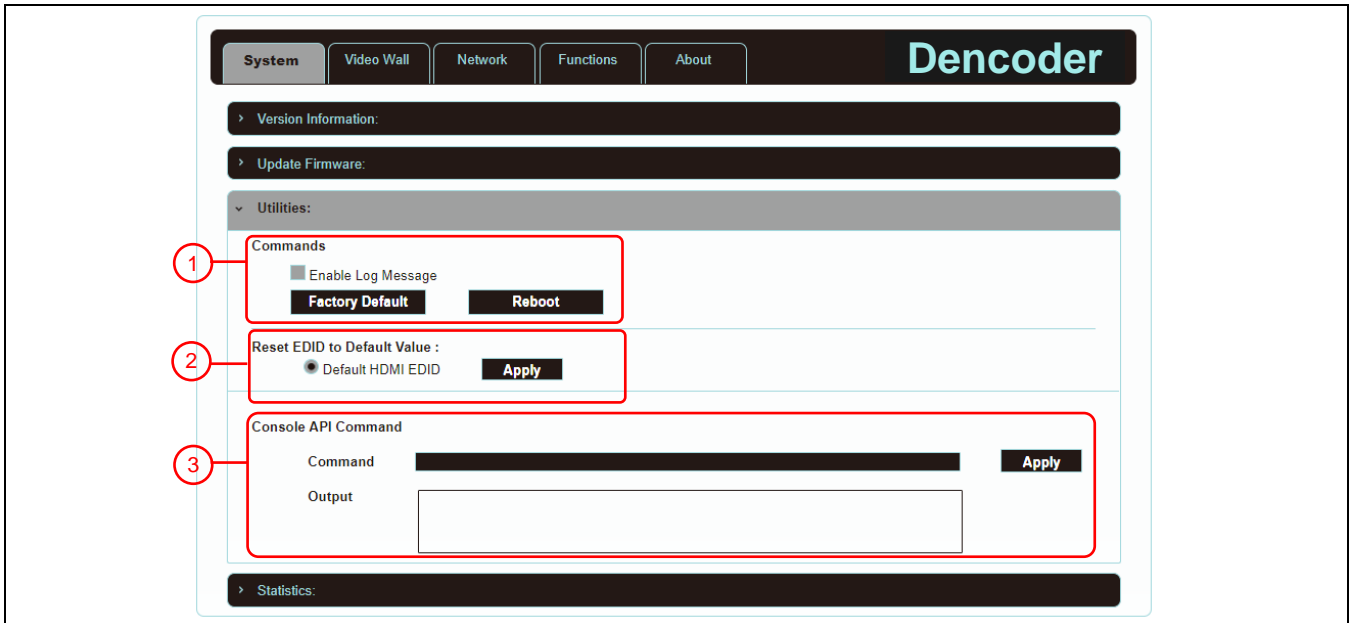 System Video Wall Network Functions About Dencoder
Version Information:
Update Firmware:
Utilities:
Commands
1
Enable Log Message
Factory Default Reboot
Reset EDID to Default Value :
2
Default HDMI EDID Apply
Console API Command
3
Command Apply
Output
Statistics: